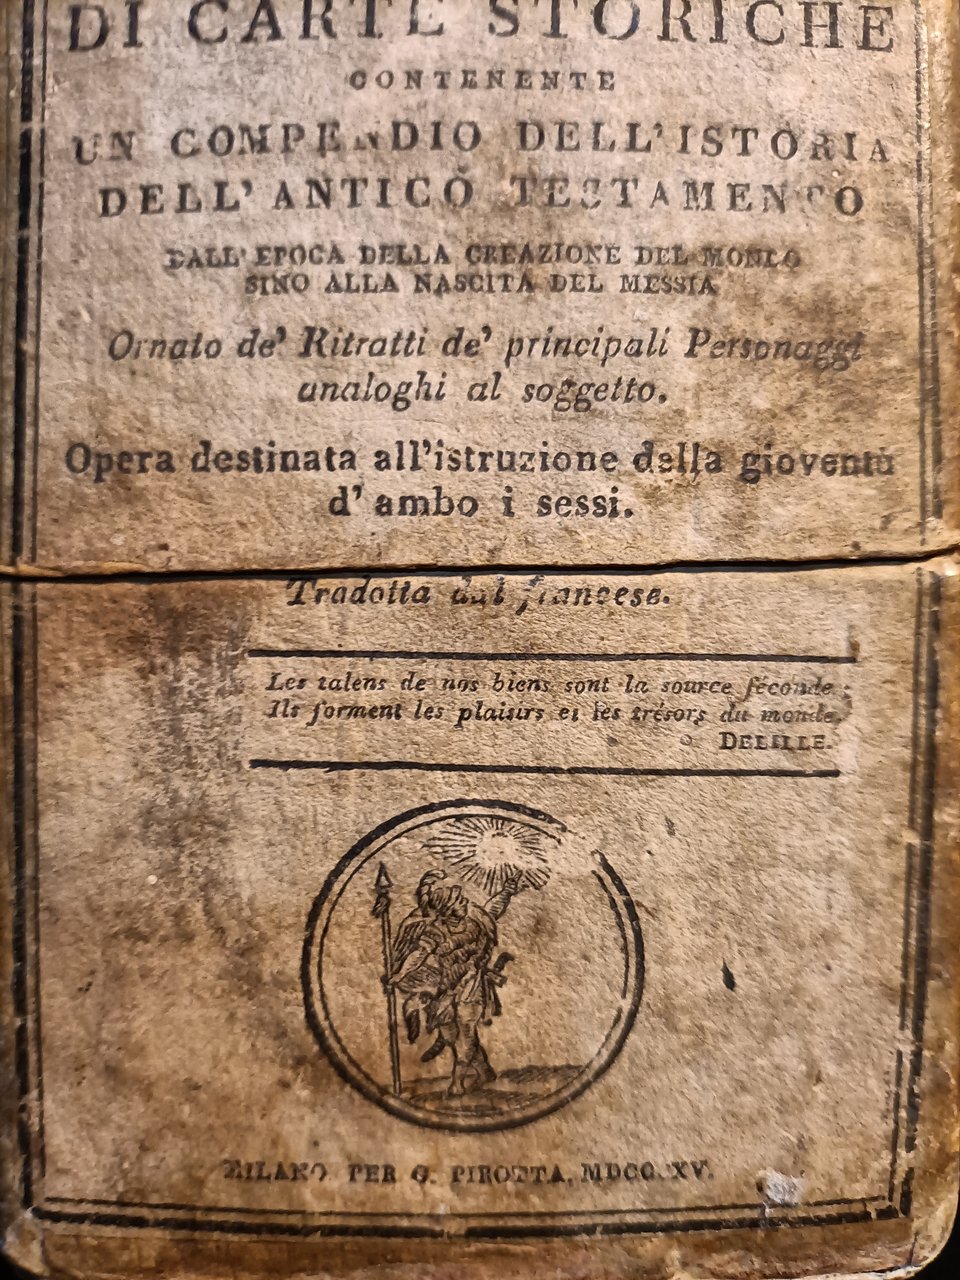 DI CARTE STORICHE
CONTENENTE
UN COMPENDIO DELL'ISTORIA
DELL' ANTICO TESTAMENTO
DALL' EPOCA DELLA CREAZIONE DEL MONDO
SINO ALLA NASCITA DEL MESSIA
Ornato de' Ritratti de' principali Personaggi
analoghi al soggetto.
Opera destinata all'istruzione della gioventù
d' ambo i sessi.
Tradotta dal francese.
Les talens de nos biens sont la source féconde ;
Ils forment les plaisirs et les trésors du monde.
DELILLE.
MILANO PER G. PIROTTA,